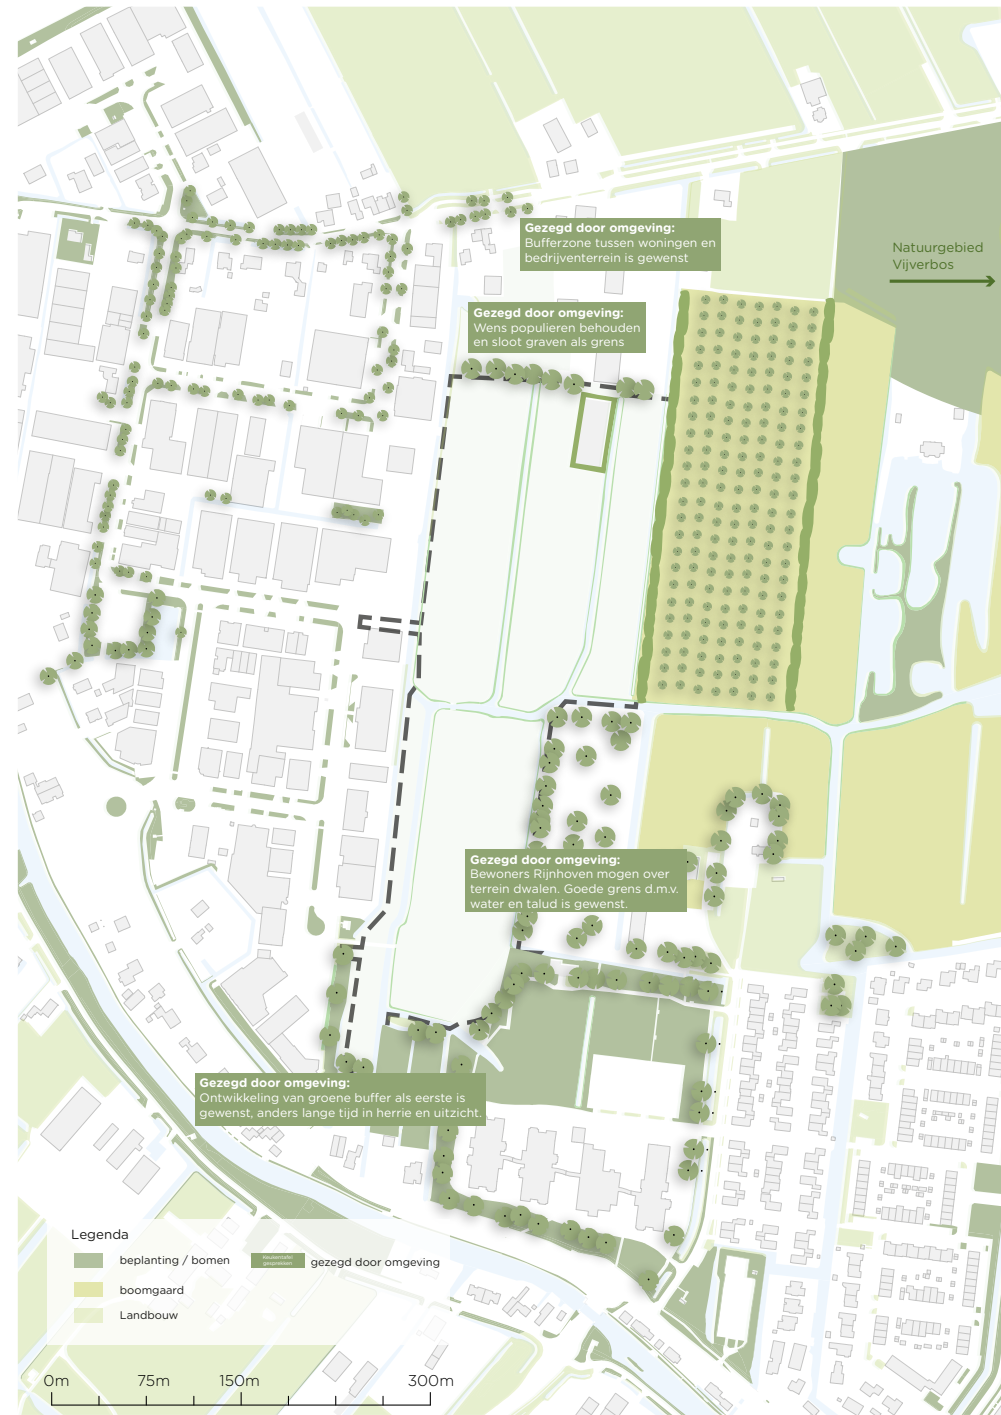 Gezegd door omgeving:
Bufferzone tussen woningen en
bedrijventerrein is gewenst
Natuurgebied
Vijverbos
Gezegd door omgeving:
Wens populieren behouden
en sloot graven als grens
Gezegd door omgeving:
Bewoners Rijnhoven mogen over
terrein dwalen. Goede grens d.m.v.
water en talud is gewenst.
Gezegd door omgeving:
Ontwikkeling van groene buffer als eerste is
gewenst, anders lange tijd in herrie en uitzicht.
Legenda
beplanting / bomen
keukentafel
gesprekken
gezegd door omgeving
boomgaard
Landbouw
0m 75m 150m 300m